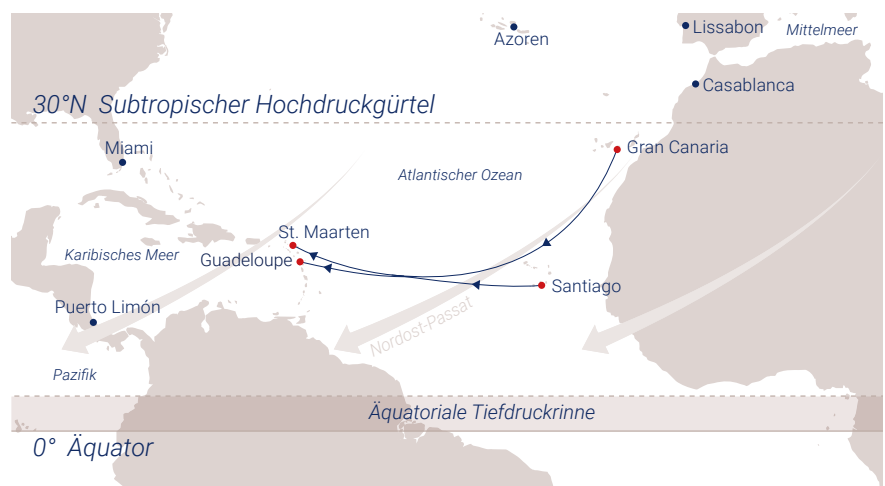 Lissabon
Mittelmeer
Azoren
Casablanca
30°N Subtropischer Hochdruckgürtel
Miami
Gran Canaria
Atlantischer Ozean
St. Maarten
Karibisches Meer
Guadeloupe
Santiago
Puerto Limón
Nordost-Passat
Pazifik
Äquatoriale Tiefdruckrinne
0° Äquator